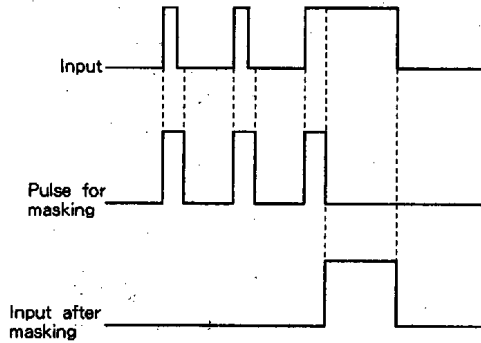 Input
Pulse for
masking
Input after
masking